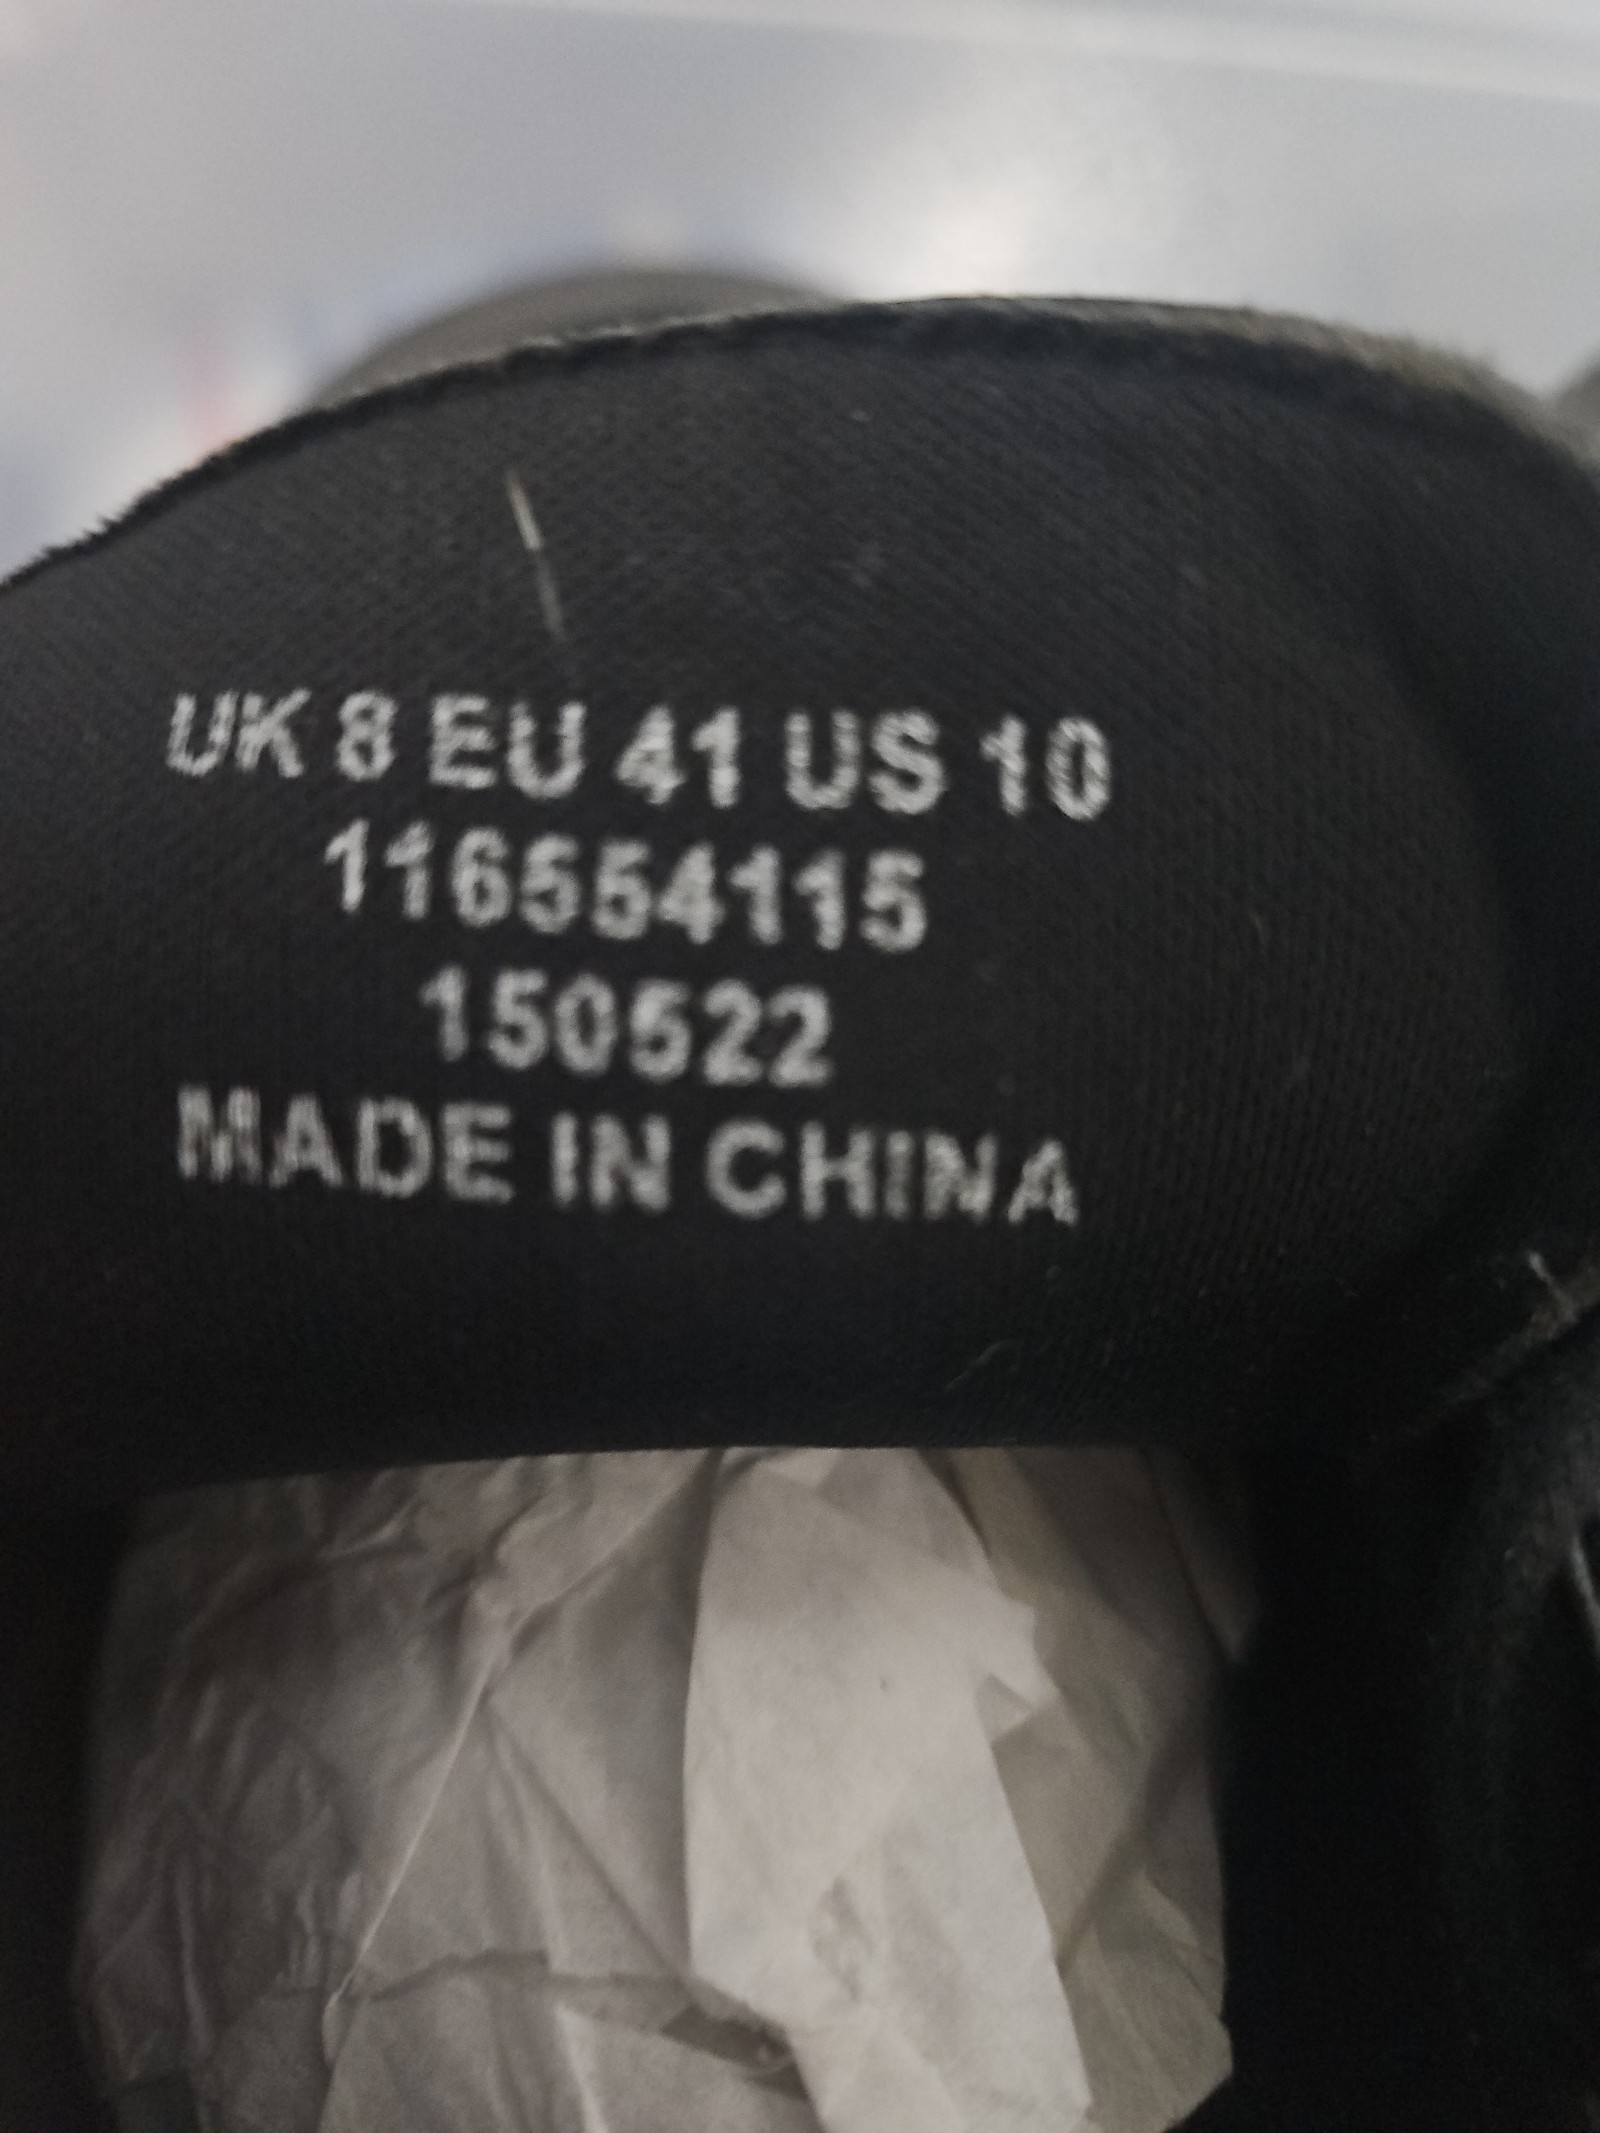 UK 8 EU 41 US 10
116554115
150522
MADE IN CHINA